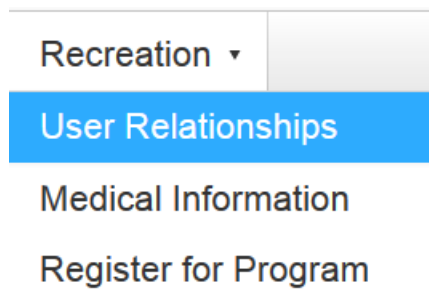 Recreation
User Relationships
Medical Information
Register for Program